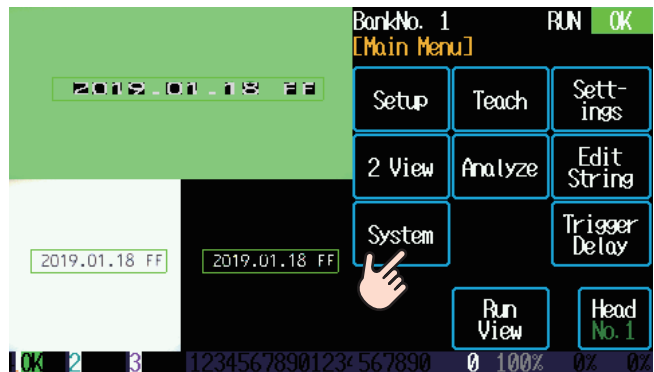 BankNo. 1 RUN OK
[Main Menu]
2019.01.18 FF
Setup Teach Sett-
ings
2 View Analyze Edit
String
System Trigger
Delay
2019.01.18 FF 2019.01.18 FF
Run
View Head
No.1
1.OK 2 3 12345678901234567890 0 100% 0% 0%